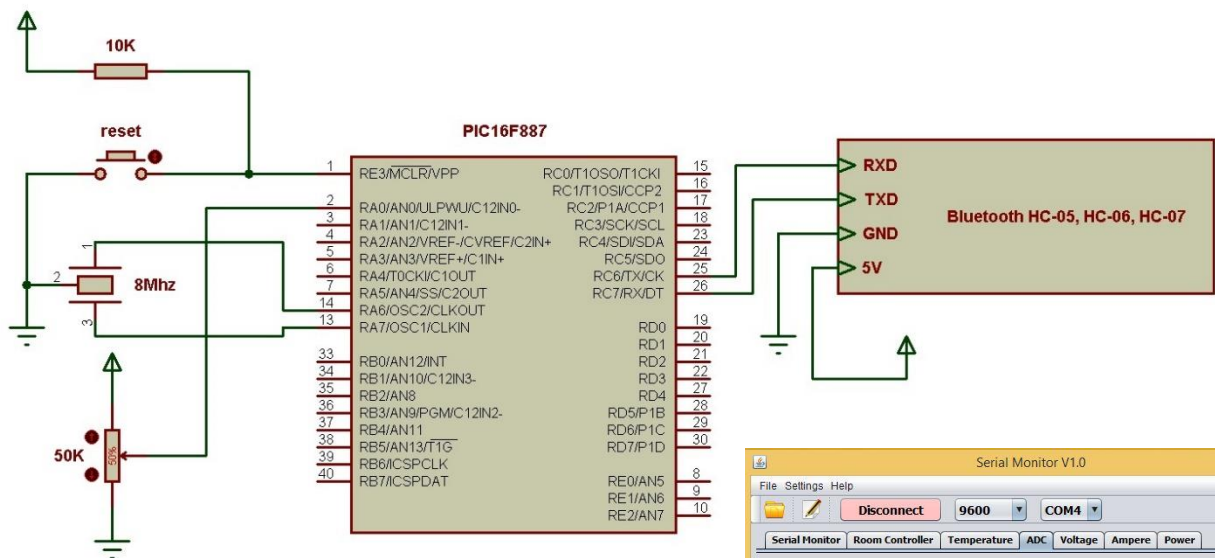 10K
reset
PIC16F887
1 RE3/MCLR/VPP
2 RA0/AN0/ULPWU/C12IN0-
3 RA1/AN1/C12IN1-
4 RA2/AN2/VREF-/CVREF/C2IN+
5 RA3/AN3/VREF+/C1IN+
6 RA4/T0CKI/C1OUT
7 RA5/AN4/SS/C2OUT
14 RA6/OSC2/CLKOUT
13 RA7/OSC1/CLKIN
33 RB0/AN12/INT
34 RB1/AN10/C12IN3-
35 RB2/AN8
36 RB3/AN9/PGM/C12IN2-
37 RB4/AN11
38 RB5/AN13/T1G
39 RB6/ICSPCLK
40 RB7/ICSPDAT
RC0/T1OSO/T1CKI 15
RC1/T1OSI/CCP2 16
RC2/P1A/CCP1 17
RC3/SCK/SCL 18
RC4/SDI/SDA 23
RC5/SDO 24
RC6/TX/CK 25
RC7/RX/DT 26
RD0 19
RD1 20
RD2 21
RD3 22
RD4 27
RD5/P1B 28
RD6/P1C 29
RD7/P1D 30
RE0/AN5 8
RE1/AN6 9
RE2/AN7 10
1
2
8Mhz
3
50K
50%
RXD
TXD
GND
5V
Bluetooth HC-05, HC-06, HC-07
Serial Monitor V1.0
File Settings Help
Disconnect 9600 COM4
Serial Monitor Room Controller Temperature ADC Voltage Ampere Power